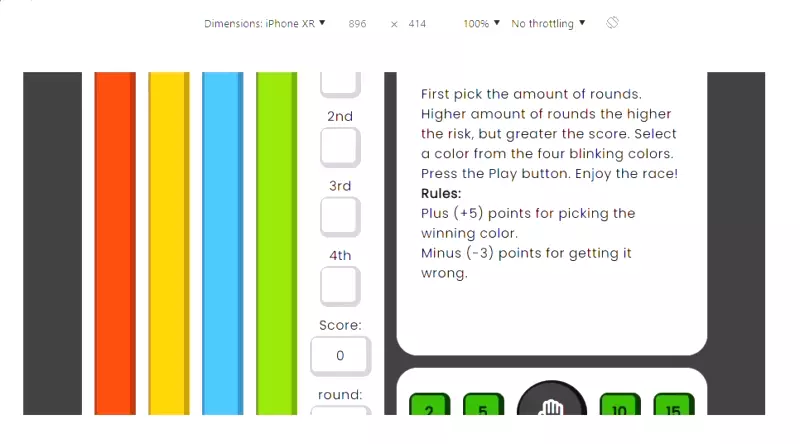 Dimensions: iPhone XR ▼ 896 × 414 100% ▼ No throttling ▼
2nd
3rd
4th
Score:
0
round:
First pick the amount of rounds.
Higher amount of rounds the higher
the risk, but greater the score. Select
a color from the four blinking colors.
Press the Play button. Enjoy the race!
Rules:
Plus (+5) points for picking the
winning color.
Minus (-3) points for getting it
wrong.
2 5 10 15